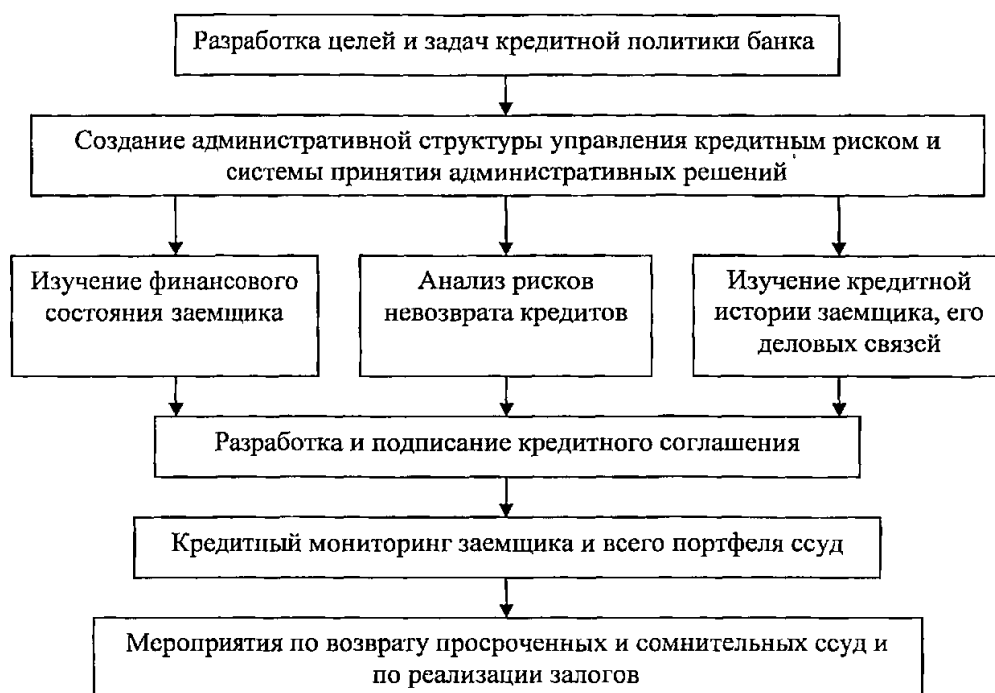 Разработка целей и задач кредитной политики банка
Создание административной структуры управления кредитным риском и
системы принятия административных решений
Изучение финансового
состояния заемщика
Анализ рисков
невозврата кредитов
Изучение кредитной
истории заемщика, его
деловых связей
Разработка и подписание кредитного соглашения
Кредитный мониторинг заемщика и всего портфеля ссуд
Мероприятия по возврату просроченных и сомнительных ссуд и
по реализации залогов